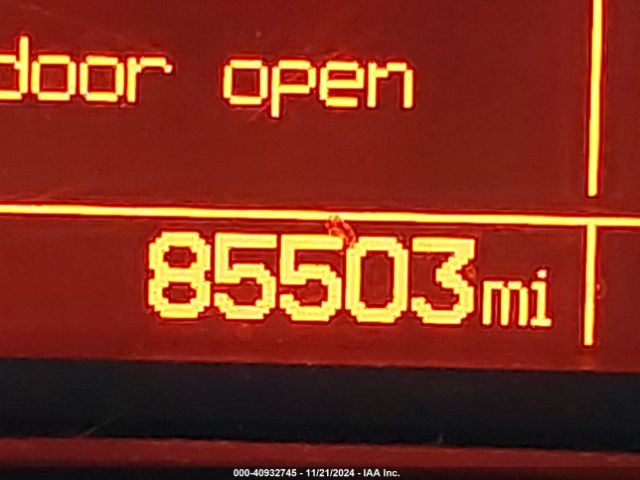 door open
85503mi
000-40932745 - 11/21/2024 - IAA Inc.